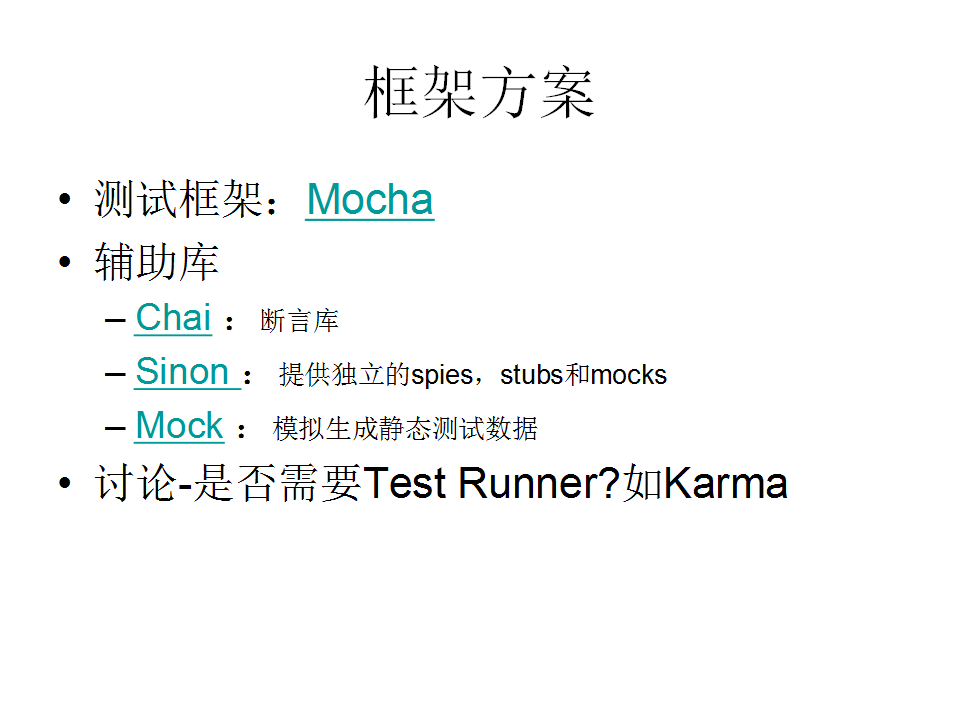 框架方案
• 测试框架：Mocha
• 辅助库
– Chai ： 断言库
– Sinon ： 提供独立的spies，stubs和mocks
– Mock ： 模拟生成静态测试数据
• 讨论-是否需要Test Runner?如Karma